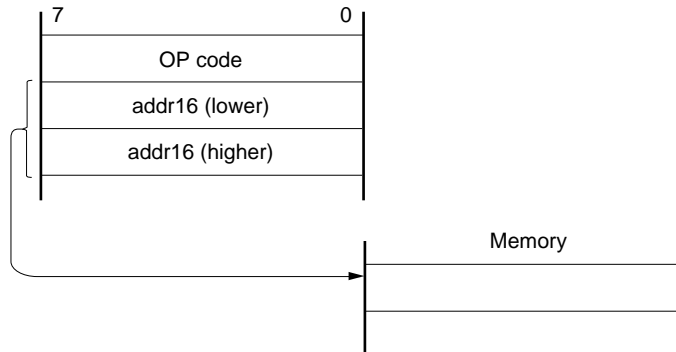 7 0
OP code
addr16 (lower)
addr16 (higher)
Memory